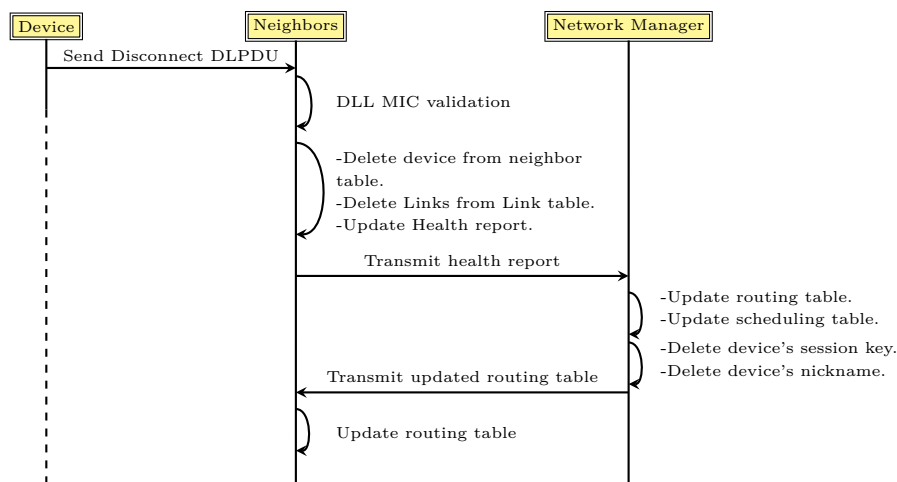 Device
Neighbors
Network Manager
Send Disconnect DLPDU
DLL MIC validation
-Delete device from neighbor
table.
-Delete Links from Link table.
-Update Health report.
Transmit health report
-Update routing table.
-Update scheduling table.
-Delete device's session key.
-Delete device's nickname.
Transmit updated routing table
Update routing table